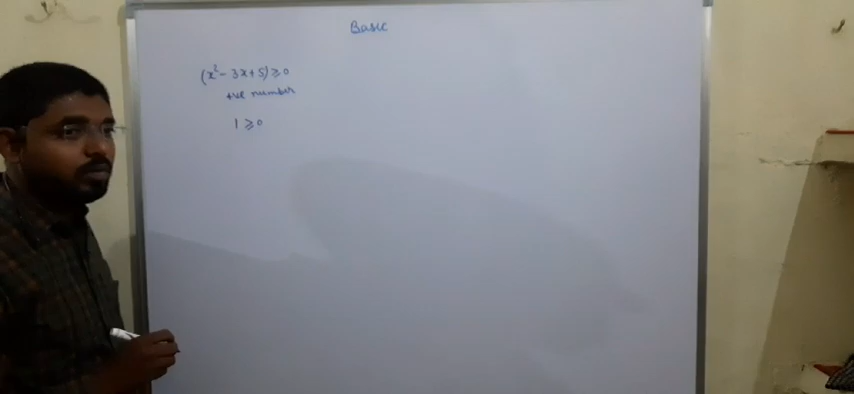 Basic
(x² - 3x + 5) ≥ 0
+ve number
1 ≥ 0